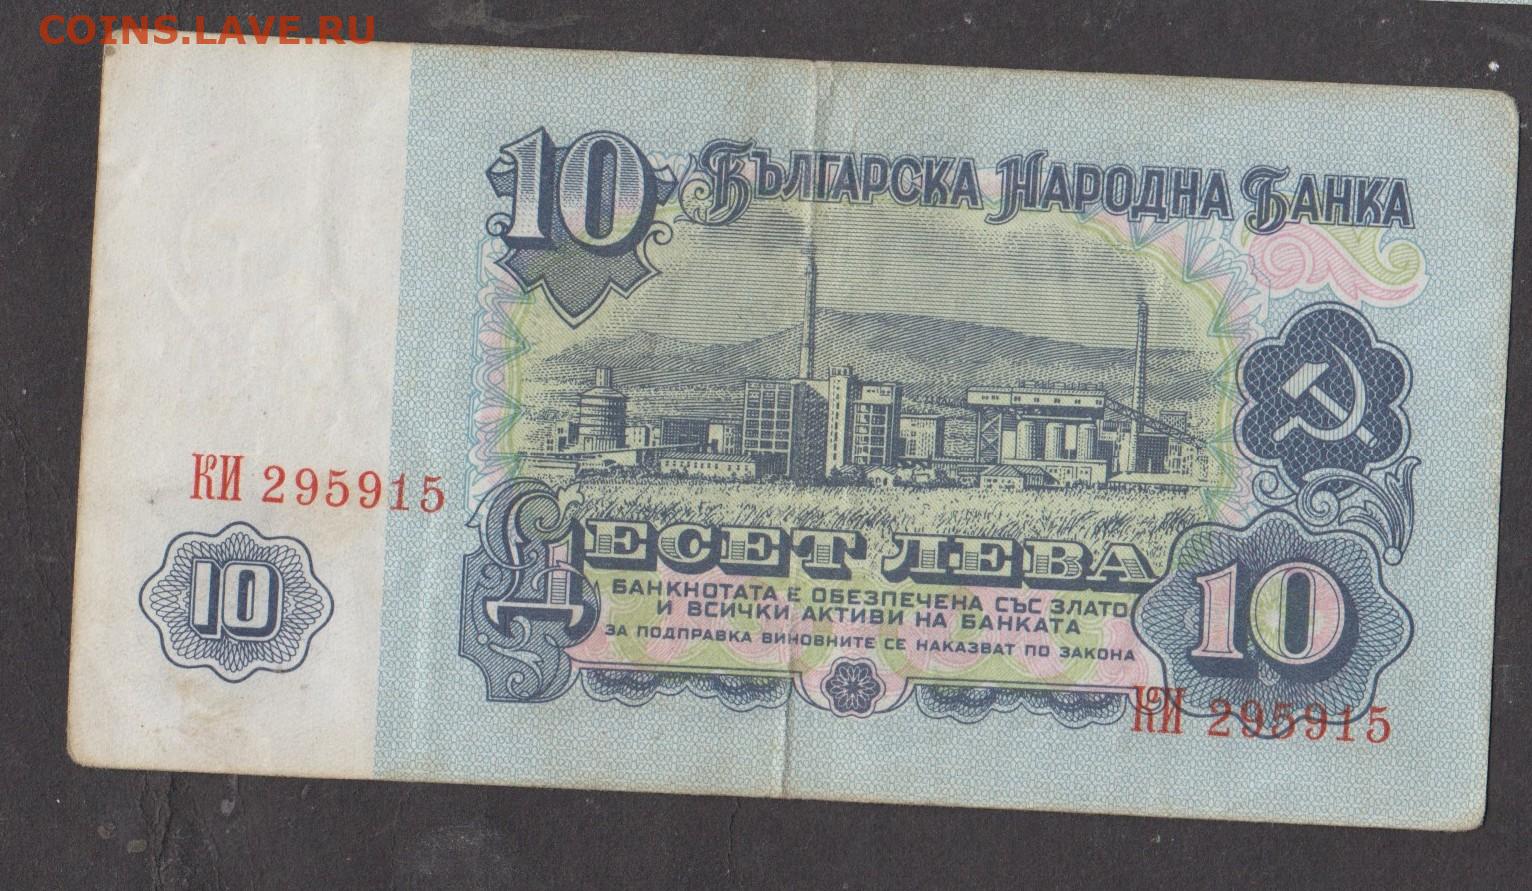 COINS.LAVE.RU
10 БЪЛГАРСКА НАРОДНА БАНКА
КИ 295915
10
ДЕСЕТ ЛЕВА
БАНКНОТАТА Е ОБЕЗПЕЧЕНА СЪС ЗЛАТО
И ВСИЧКИ АКТИВИ НА БАНКАТА
ЗА ПОДПРАВКА ВИНОВНИТЕ СЕ НАКАЗВАТ ПО ЗАКОНА
10
КИ 295915